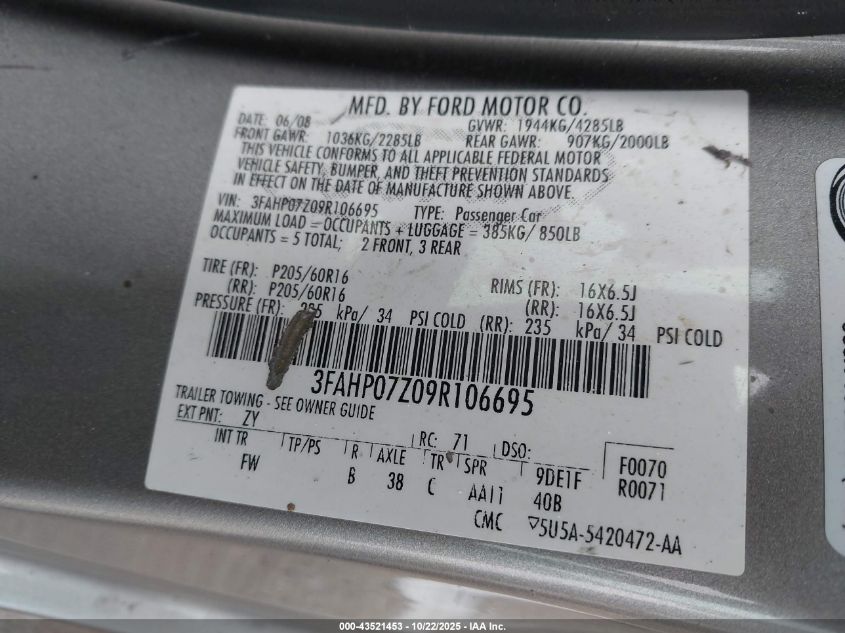 MFD. BY FORD MOTOR CO.
DATE: 06/08 GVWR: 1944KG/4285LB
FRONT GAWR: 1036KG/2285LB REAR GAWR: 907KG/2000LB
THIS VEHICLE CONFORMS TO ALL APPLICABLE FEDERAL MOTOR
VEHICLE SAFETY, BUMPER, AND THEFT PREVENTION STANDARDS
IN EFFECT ON THE DATE OF MANUFACTURE SHOWN ABOVE.
VIN: 3FAHP07Z09R106695 TYPE: Passenger Car
MAXIMUM LOAD = OCCUPANTS + LUGGAGE = 385KG/ 850LB
OCCUPANTS = 5 TOTAL; 2 FRONT, 3 REAR
TIRE (FR): P205/60R16 RIMS (FR): 16X6.5J
(RR): P205/60R16 (RR): 16X6.5J
PRESSURE (FR): kPa/ 34 PSI COLD (RR): 235 kPa/ 34 PSI COLD
3FAHP07Z09R106695
TRAILER TOWING - SEE OWNER GUIDE
EXT PNT: ZY RC: 71 DSO: F0070
INT TR TP/PS R AXLE TR SPR 9DE1F R0071
FW B 38 C AA11 40B
CMC 5U5A-5420472-AA
000-43521453 | 10/22/2025 - IAA Inc.